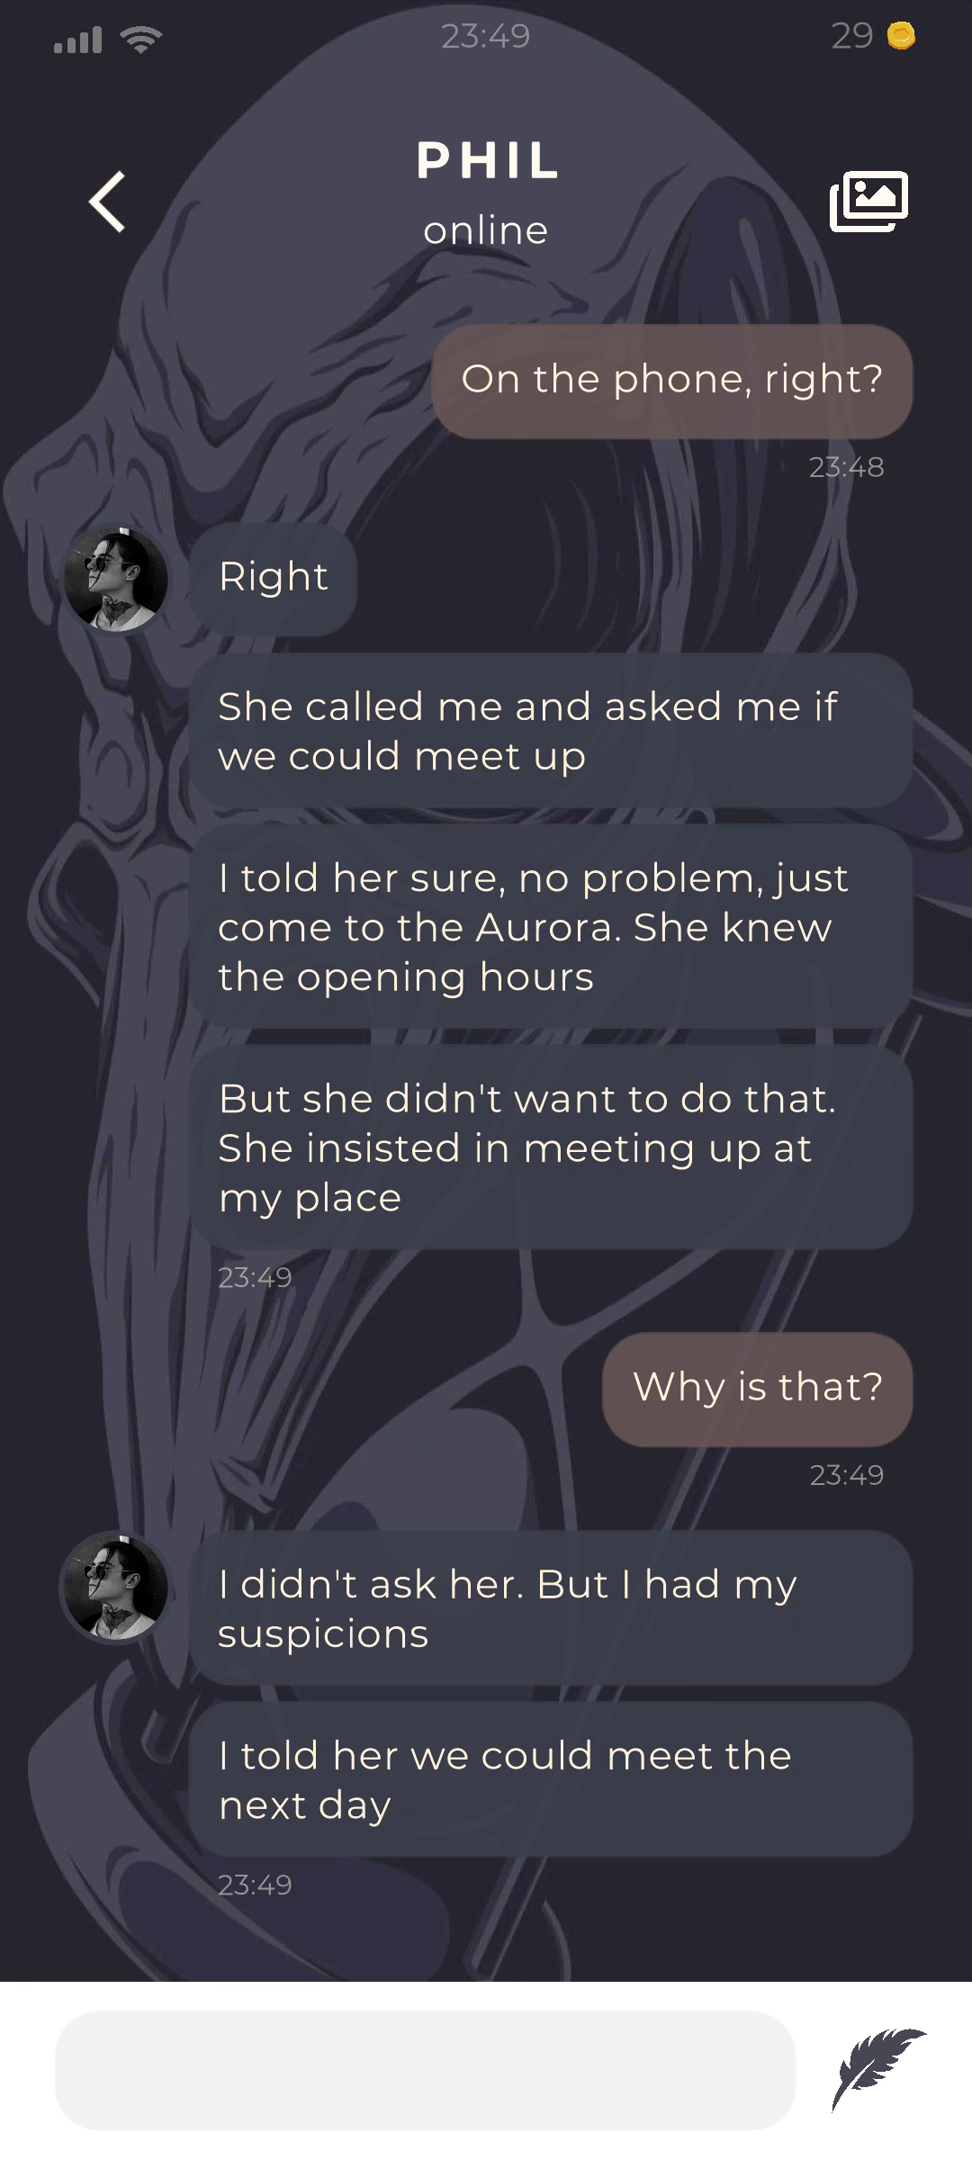 23:49
29
PHIL
online
On the phone, right?
23:48
Right
She called me and asked me if
we could meet up
I told her sure, no problem, just
come to the Aurora. She knew
the opening hours
But she didn't want to do that.
She insisted in meeting up at
my place
23:49
Why is that?
23:49
I didn't ask her. But I had my
suspicions
I told her we could meet the
next day
23:49